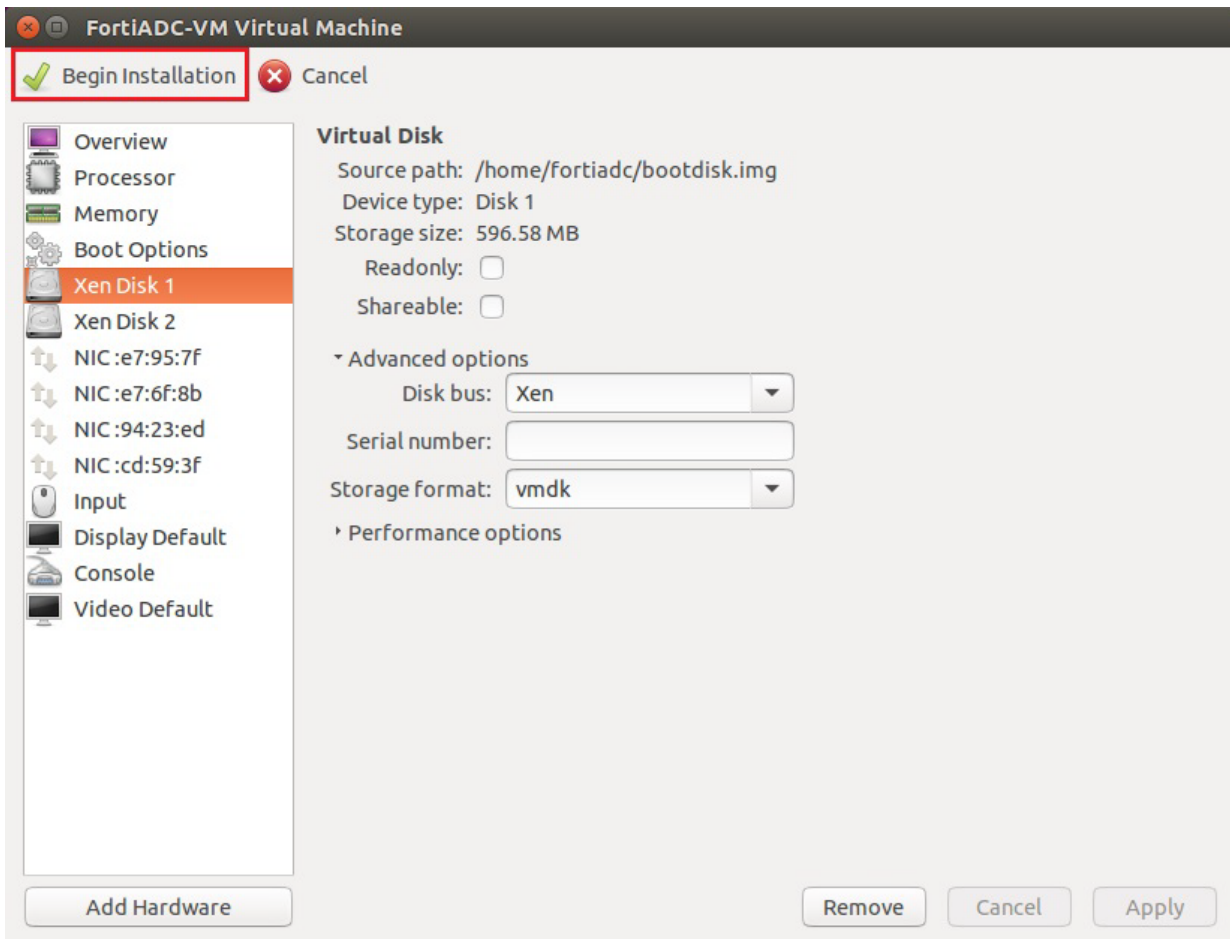 FortiADC-VM Virtual Machine
Begin Installation Cancel
Overview
Processor
Memory
Boot Options
Xen Disk 1
Xen Disk 2
NIC :e7:95:7f
NIC :e7:6f:8b
NIC :94:23:ed
NIC :cd:59:3f
Input
Display Default
Console
Video Default
Add Hardware
Virtual Disk
Source path: /home/fortiadc/bootdisk.img
Device type: Disk 1
Storage size: 596.58 MB
Readonly:
Shareable:
Advanced options
Disk bus: Xen
Serial number:
Storage format: vmdk
Performance options
Remove Cancel Apply